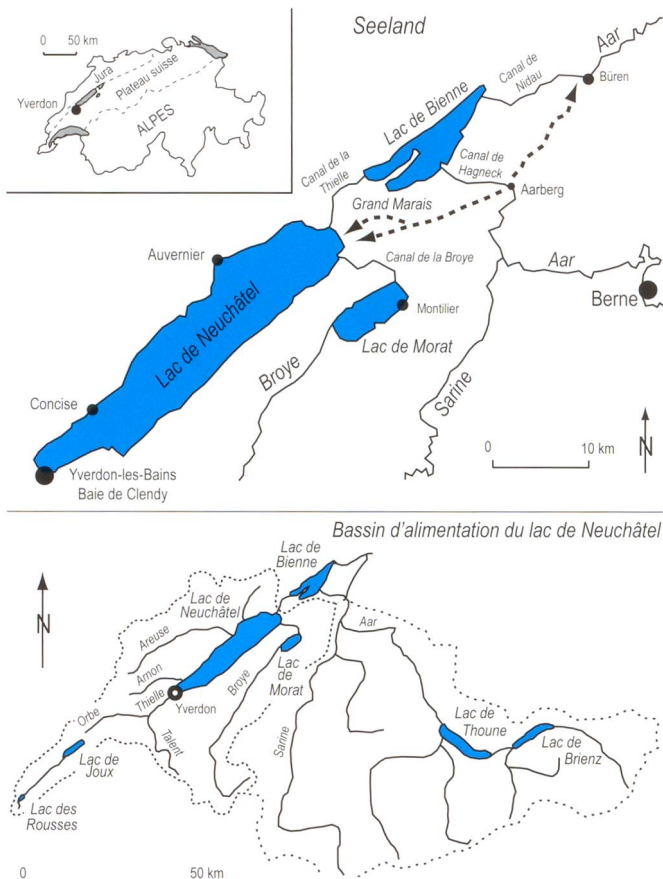 Seeland
0 50 km
Jura
Plateau suisse
Yverdon
ALPES
Aar
Büren
Canal de
Nidau
Lac de Bienne
Canal de la
Thielle
Canal de
Hagneck
Aarberg
Grand Marais
Auvernier
Canal de la Broye
Aar
Berne
Montilier
Lac de Morat
Lac de Neuchâtel
Broye
Sarine
Concise
0 10 km
N
Yverdon-les-Bains
Baie de Clendy
Bassin d'alimentation du lac de Neuchâtel
N
Lac de
Bienne
Lac de
Neuchâtel
Areuse
Aar
Arnon
Thielle
Broye
Lac
de
Morat
Yverdon
Orbe
Talent
Sarine
Lac de
Thoune
Lac de
Brienz
Lac de
Joux
Lac des
Rousses
0 50 km